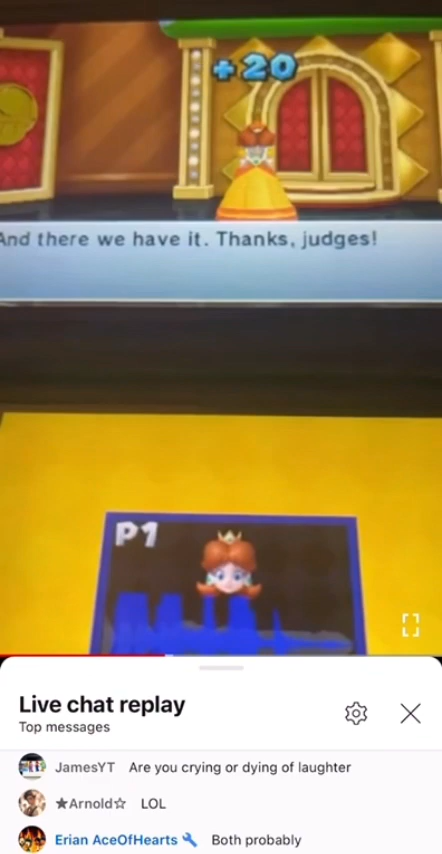 +20
And there we have it. Thanks, judges!
P1
Live chat replay
Top messages
JamesYT Are you crying or dying of laughter
★Arnold☆ LOL
Erian AceOfHearts Both probably